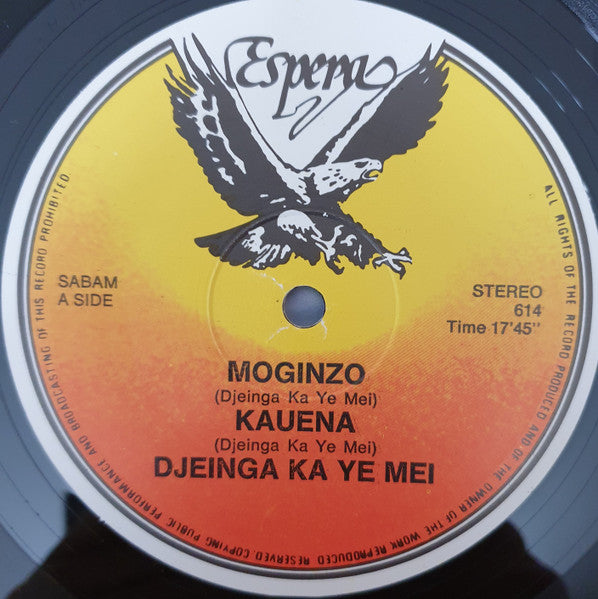 Espera
SABAM
A SIDE
STEREO
614
Time 17'45"
MOGINZO
(Djeinga Ka Ye Mei)
KAUENA
(Djeinga Ka Ye Mei)
DJEINGA KA YE MEI
ALL RIGHTS OF THE RECORD PRODUCED AND OF THE OWNER OF THE WORK REPRODUCED RESERVED. COPYING PUBLIC PERFORMANCE AND BROADCASTING OF THIS RECORD PROHIBITED.